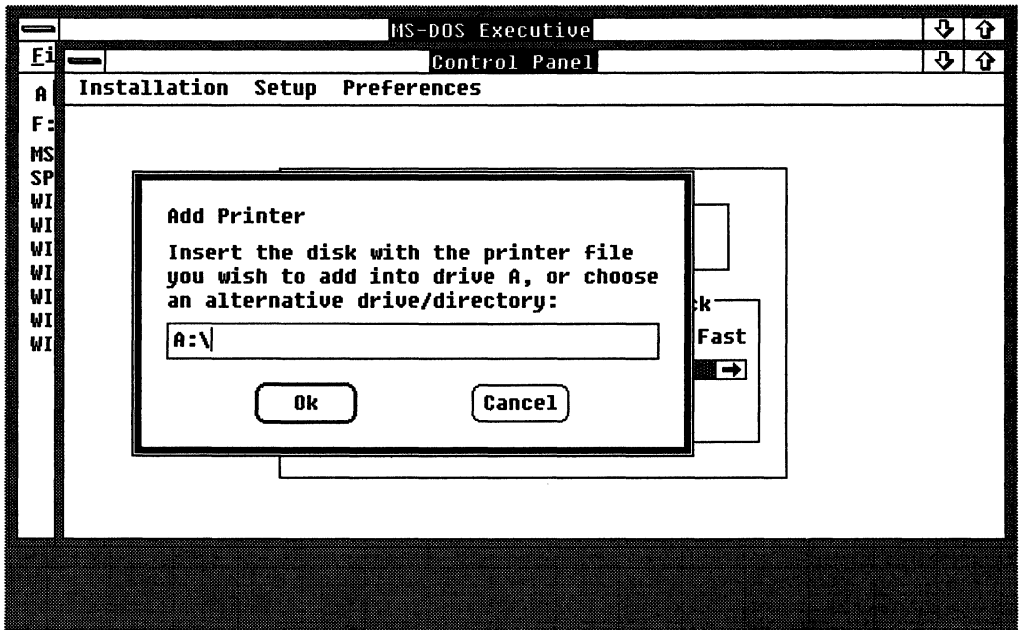 MS-DOS Executive
Fi
Control Panel
Installation Setup Preferences
A
F:
MS
SP
WI
WI
WI
WI
WI
WI
WI
Add Printer
Insert the disk with the printer file
you wish to add into drive A, or choose
an alternative drive/directory:
A:\
Ok
Cancel
k
Fast